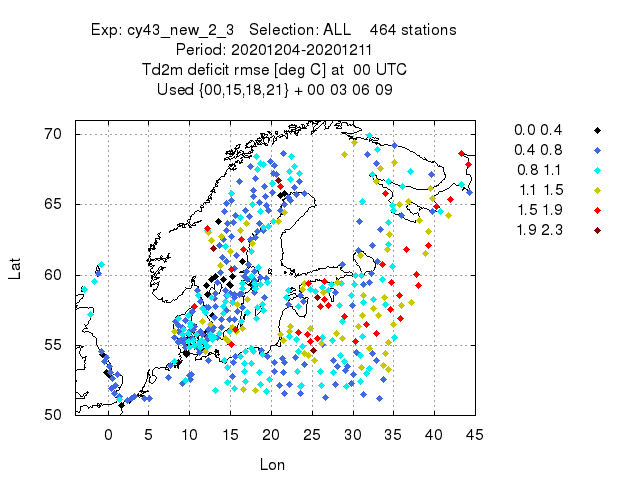 Exp: cy43_new_2_3 Selection: ALL 464 stations
Period: 20201204-20201211
Td2m deficit rmse [deg C] at 00 UTC
Used {00,15,18,21} + 00 03 06 09
0.0 0.4
0.4 0.8
0.8 1.1
1.1 1.5
1.5 1.9
1.9 2.3
70
65
60
55
50
Lat
0 5 10 15 20 25 30 35 40 45
Lon